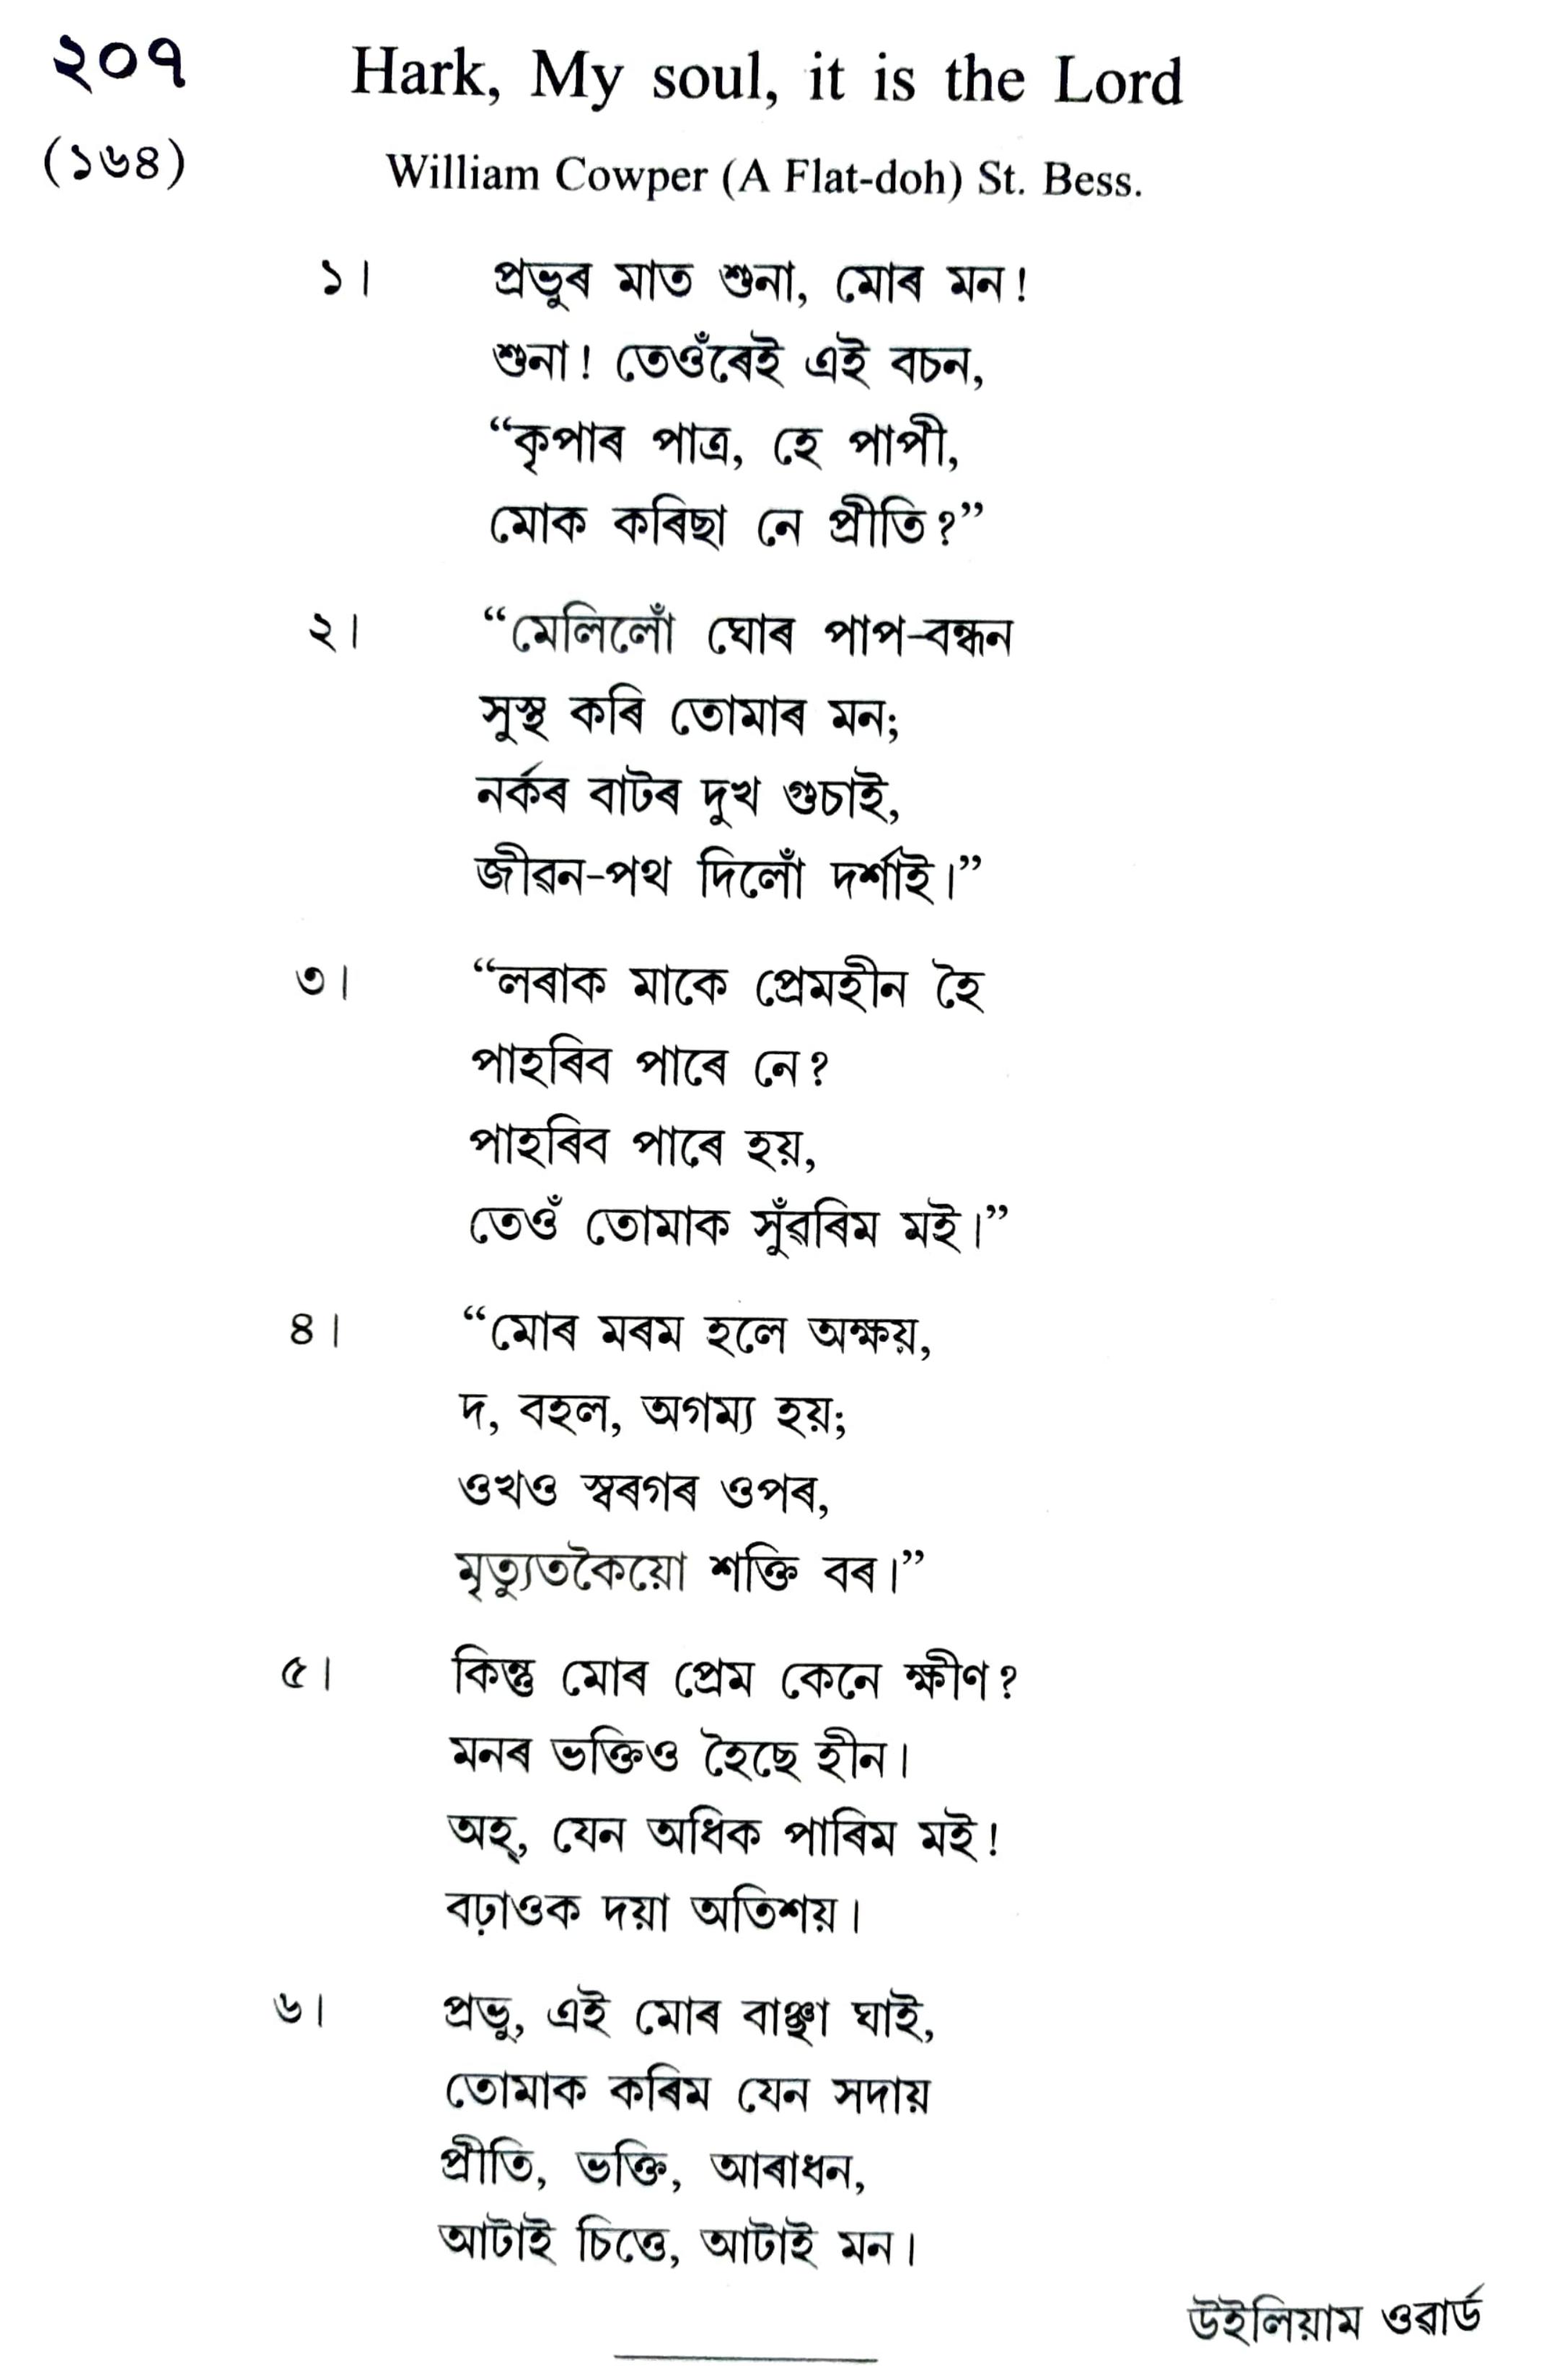 ২০৭
Hark, My soul, it is the Lord
(১৬৪)
William Cowper (A Flat-doh) St. Bess.
১। প্ৰভুৰ মাত শুনা, মোৰ মন!
শুনা! তেওঁৰেই এই বচন,
“কৃপাৰ পাত্ৰ, হে পাপী,
মোক কৰিছা নে প্ৰীতি?”
২। “মেলিলোঁ ঘোৰ পাপ-বন্ধন
সুস্থ কৰি তোমাৰ মন;
নৰ্কৰ বাটৰ দুখ গুচাই,
জীৱন-পথ দিলোঁ দৰ্শাই।”
৩। “লৰাক মাকে প্ৰেমহীন হৈ
পাহৰিব পাৰে নে?
পাহৰিব পাৰে হয়,
তেওঁ তোমাক সুঁৱৰিম মই।”
৪। “মোৰ মৰম হলে অক্ষয়,
দ, বহল, অগম্য হয়;
ওখও স্বৰগৰ ওপৰ,
মৃত্যুতকৈয়ো শক্তি বৰ।”
৫। কিন্তু মোৰ প্ৰেম কেনে ক্ষীণ?
মনৰ ভক্তিও হৈছে হীন।
অহ্, যেন অধিক পাৰিম মই!
বঢ়াওক দয়া অতিশয়।
৬। প্ৰভু, এই মোৰ বাঞ্ছা ঘাই,
তোমাক কৰিম যেন সদায়
প্ৰীতি, ভক্তি, আৰাধন,
আটাই চিত্তে, আটাই মন।
উইলিয়াম ওৱাৰ্ড